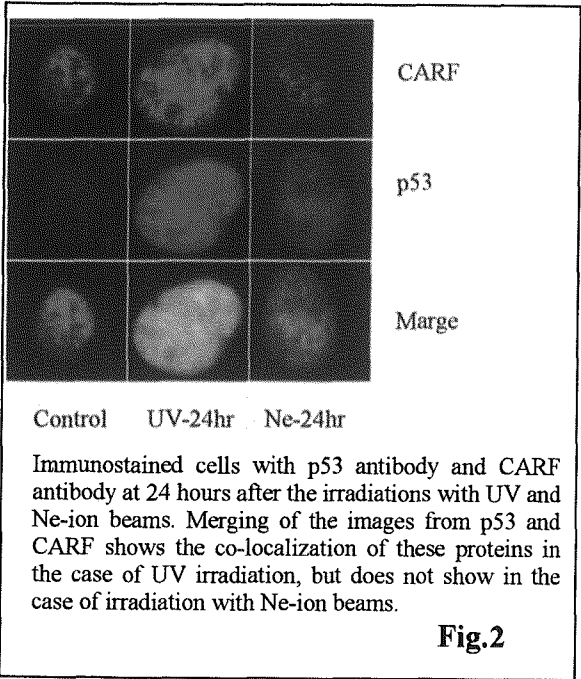 CARF
p53
Marge
Control UV-24hr Ne-24hr
Immunostained cells with p53 antibody and CARF
antibody at 24 hours after the irradiations with UV and
Ne-ion beams. Merging of the images from p53 and
CARF shows the co-localization of these proteins in
the case of UV irradiation, but does not show in the
case of irradiation with Ne-ion beams.
Fig.2